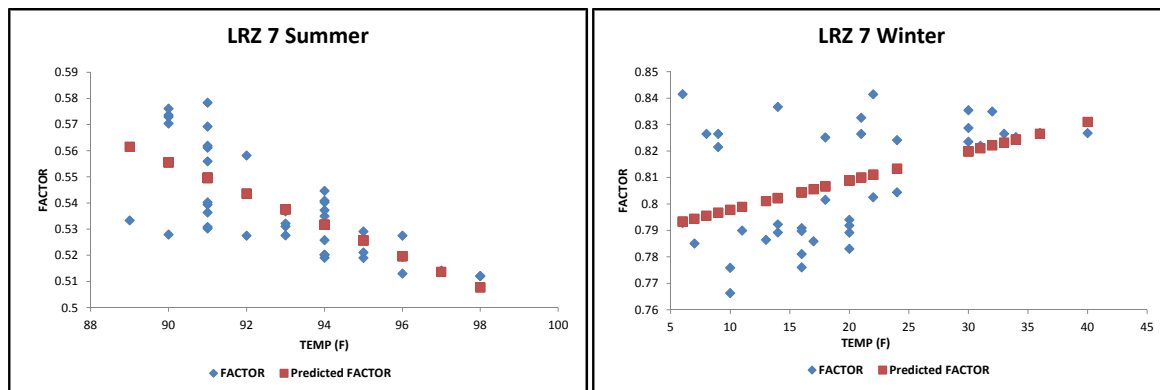 LRZ 7 Summer
0.59
0.58
0.57
0.56
0.55
0.54
0.53
0.52
0.51
0.5
FACTOR
88 90 92 94 96 98 100
TEMP (F)
FACTOR Predicted FACTOR
LRZ 7 Winter
0.85
0.84
0.83
0.82
0.81
0.8
0.79
0.78
0.77
0.76
FACTOR
5 10 15 20 25 30 35 40 45
TEMP (F)
FACTOR Predicted FACTOR